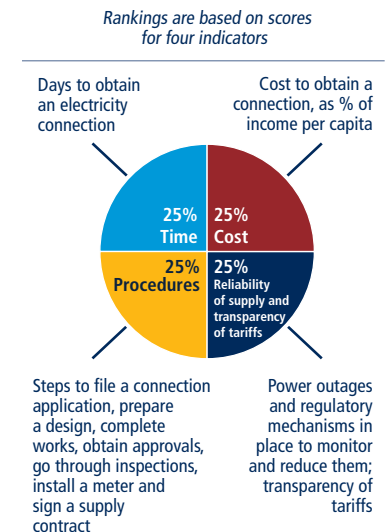 Rankings are based on scores
for four indicators
Days to obtain
an electricity
connection
Cost to obtain a
connection, as % of
income per capita
25%
Time
25%
Cost
25%
Procedures
25%
Reliability
of supply and
transparency
of tariffs
Steps to file a connection
application, prepare
a design, complete
works, obtain approvals,
go through inspections,
install a meter and
sign a supply
contract
Power outages
and regulatory
mechanisms in
place to monitor
and reduce them;
transparency of
tariffs